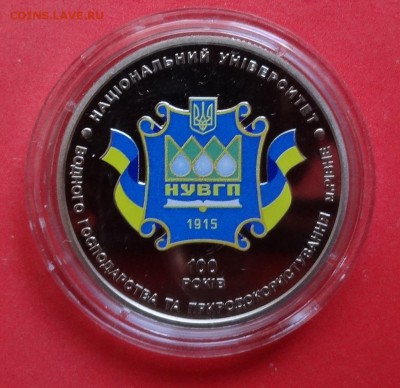 COINS.LAVE.RU
НАЦІОНАЛЬНИЙ УНІВЕРСИТЕТ
ВОДНОГО ГОСПОДАРСТВА ТА ПРИРОДОКОРИСТУВАННЯ
НУВГП
1915
100
РОКІВ